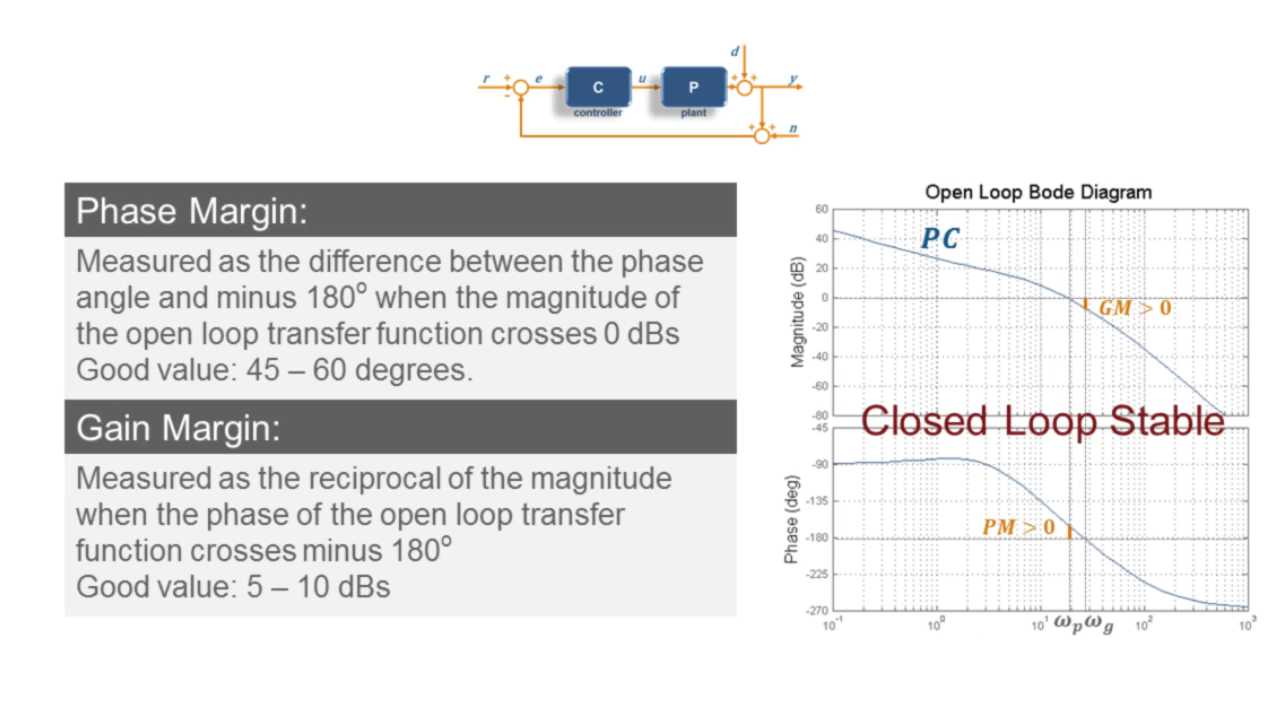 d
r + e C u P + + y
- controller plant + + n
Phase Margin:
Measured as the difference between the phase
angle and minus 180° when the magnitude of
the open loop transfer function crosses 0 dBs
Good value: 45 – 60 degrees.
Gain Margin:
Measured as the reciprocal of the magnitude
when the phase of the open loop transfer
function crosses minus 180°
Good value: 5 – 10 dBs
Open Loop Bode Diagram
Magnitude (dB)
60
40
20
0
-20
-40
-60
-80
PC
GM > 0
Closed Loop Stable
Phase (deg)
-45
-90
-135
-180
-225
-270
PM > 0
10⁻¹ 10⁰ 10¹ ωp ωg 10² 10³